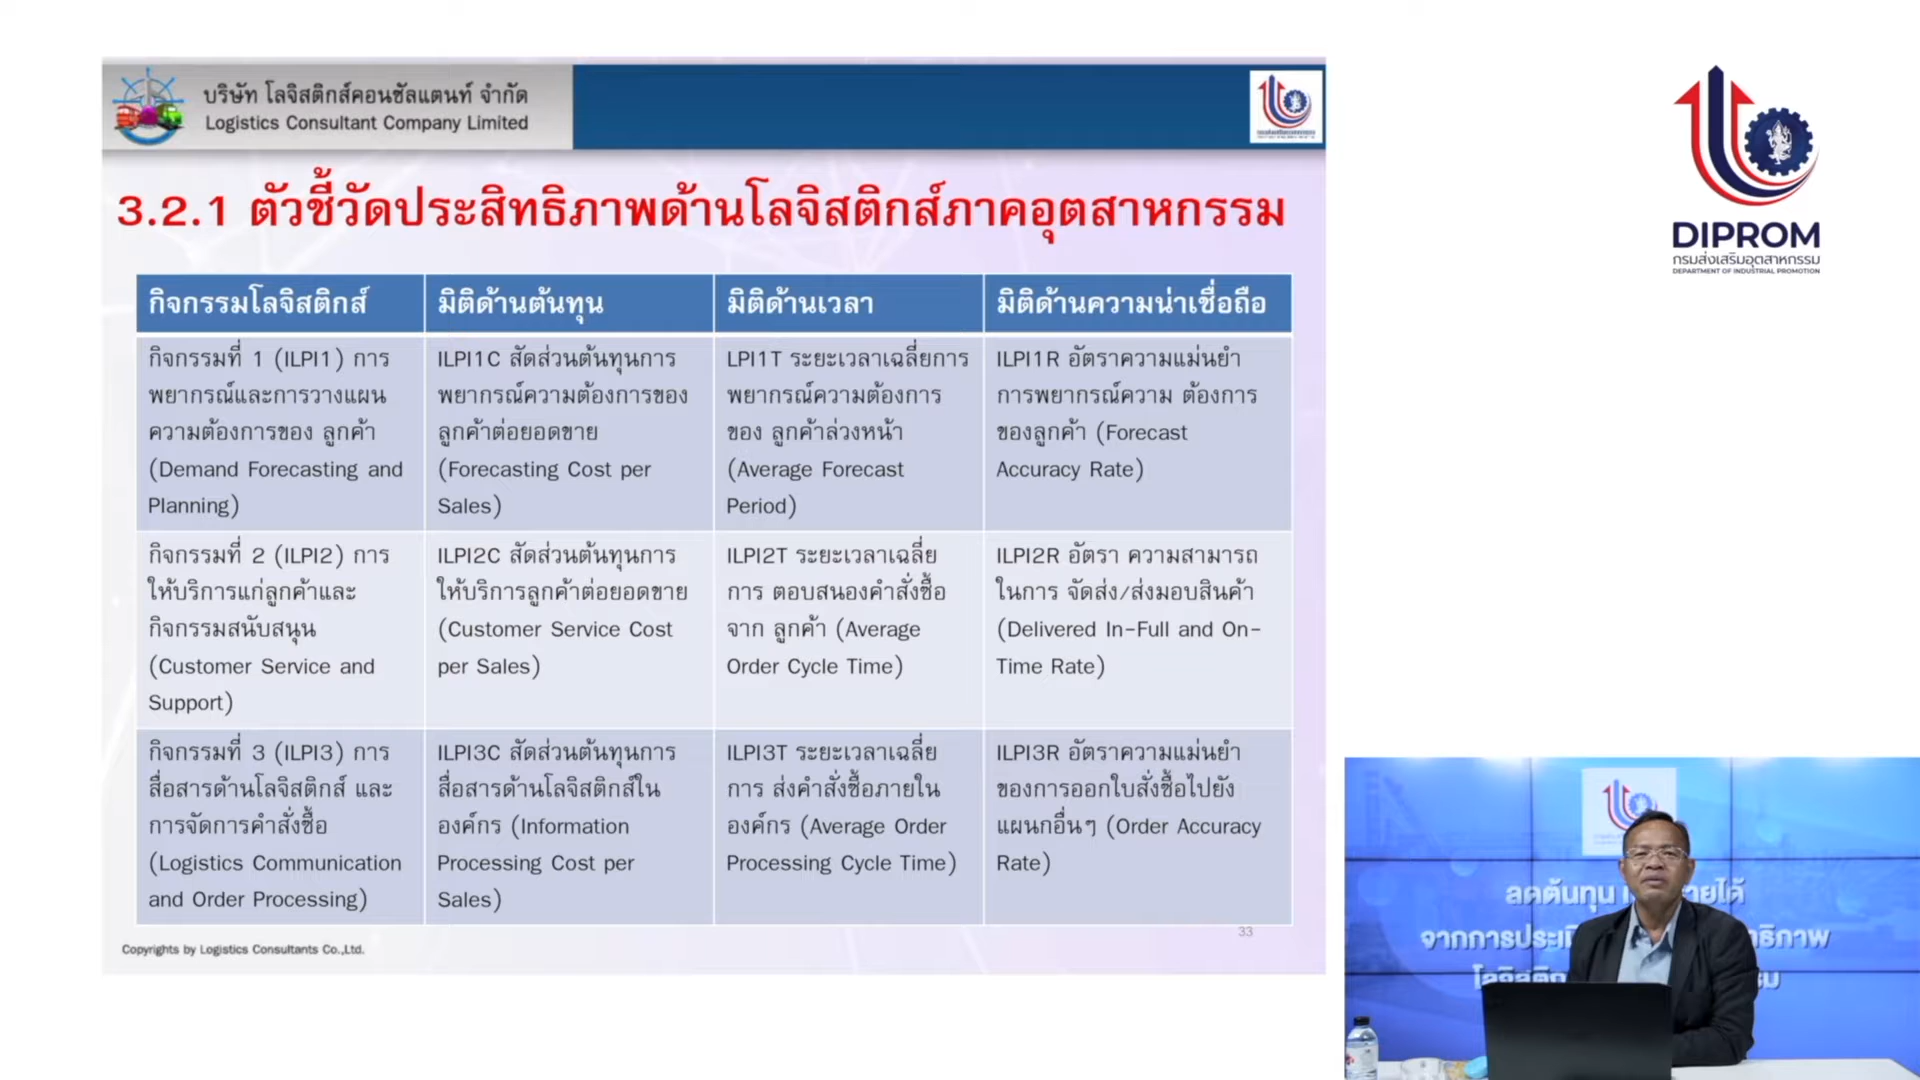 บริษัท โลจิสติกส์คอนซัลแตนท์ จำกัด
Logistics Consultant Company Limited
3.2.1 ตัวชี้วัดประสิทธิภาพด้านโลจิสติกส์ภาคอุตสาหกรรม
กิจกรรมโลจิสติกส์
มิติด้านต้นทุน
มิติด้านเวลา
มิติด้านความน่าเชื่อถือ
กิจกรรมที่ 1 (ILPI1) การ
พยากรณ์และการวางแผน
ความต้องการของ ลูกค้า
(Demand Forecasting and
Planning)
ILPI1C สัดส่วนต้นทุนการ
พยากรณ์ความต้องการของ
ลูกค้าต่อยอดขาย
(Forecasting Cost per
Sales)
LPI1T ระยะเวลาเฉลี่ยการ
พยากรณ์ความต้องการ
ของ ลูกค้าล่วงหน้า
(Average Forecast
Period)
ILPI1R อัตราความแม่นยำ
การพยากรณ์ความ ต้องการ
ของลูกค้า (Forecast
Accuracy Rate)
กิจกรรมที่ 2 (ILPI2) การ
ให้บริการแก่ลูกค้าและ
กิจกรรมสนับสนุน
(Customer Service and
Support)
ILPI2C สัดส่วนต้นทุนการ
ให้บริการลูกค้าต่อยอดขาย
(Customer Service Cost
per Sales)
ILPI2T ระยะเวลาเฉลี่ย
การ ตอบสนองคำสั่งซื้อ
จาก ลูกค้า (Average
Order Cycle Time)
ILPI2R อัตรา ความสามารถ
ในการ จัดส่ง/ส่งมอบสินค้า
(Delivered In-Full and On-
Time Rate)
กิจกรรมที่ 3 (ILPI3) การ
สื่อสารด้านโลจิสติกส์ และ
การจัดการคำสั่งซื้อ
(Logistics Communication
and Order Processing)
ILPI3C สัดส่วนต้นทุนการ
สื่อสารด้านโลจิสติกส์ใน
องค์กร (Information
Processing Cost per
Sales)
ILPI3T ระยะเวลาเฉลี่ย
การ ส่งคำสั่งซื้อภายใน
องค์กร (Average Order
Processing Cycle Time)
ILPI3R อัตราความแม่นยำ
ของการออกใบสั่งซื้อไปยัง
แผนกอื่นๆ (Order Accuracy
Rate)
33
Copyrights by Logistics Consultants Co.,Ltd.
DIPROM
กรมส่งเสริมอุตสาหกรรม
DEPARTMENT OF INDUSTRIAL PROMOTION
ลดต้นทุน